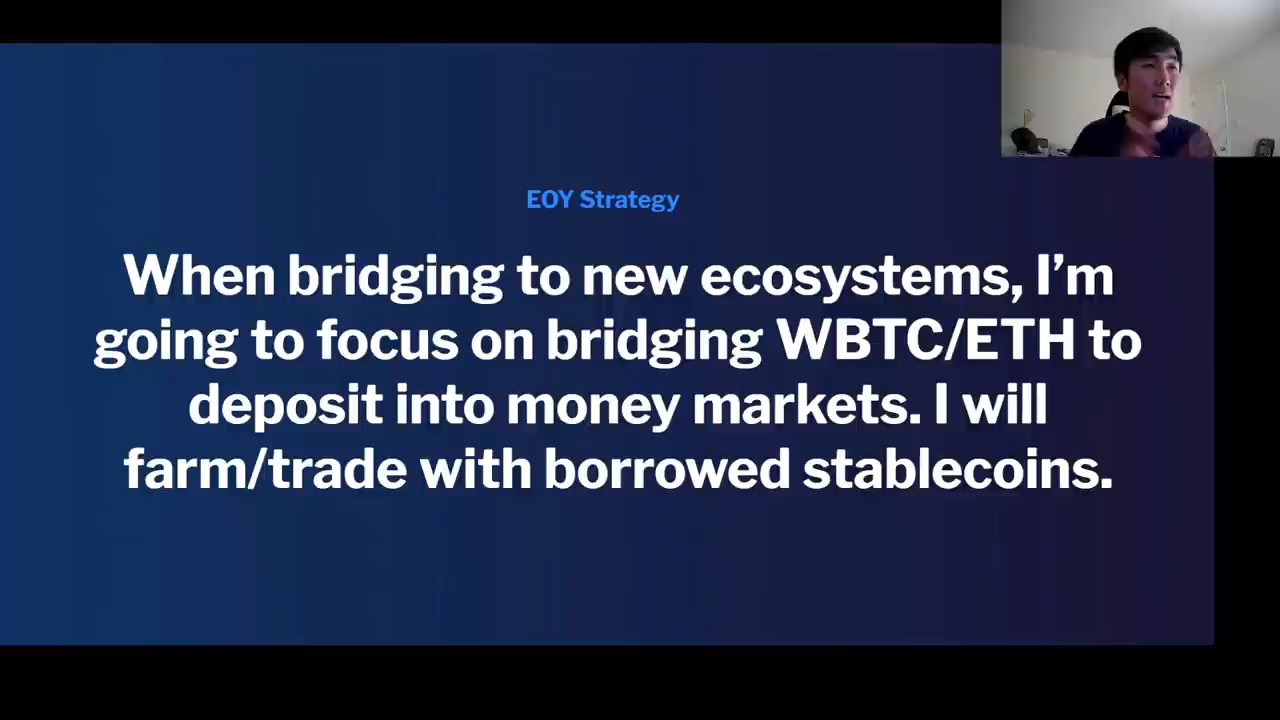 EOY Strategy
When bridging to new ecosystems, I’m
going to focus on bridging WBTC/ETH to
deposit into money markets. I will
farm/trade with borrowed stablecoins.